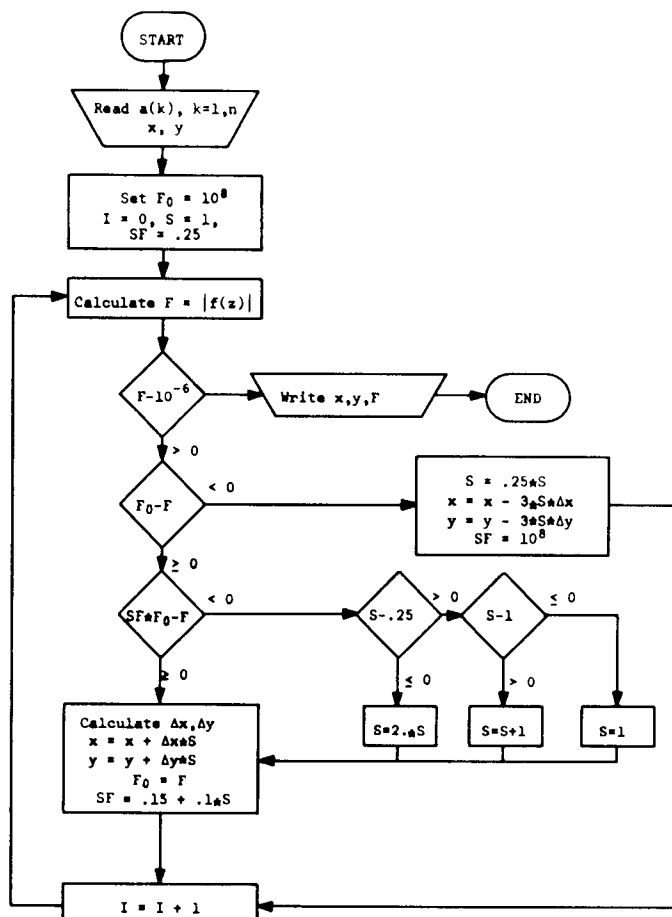 START
Read a(k), k=1,n
x, y
Set F₀ = 10⁸
I = 0, S = 1,
SF = .25
Calculate F = |f(z)|
F-10⁻⁶
Write x,y,F
END
> 0
F₀-F
< 0
S = .25*S
x = x - 3*S*Δx
y = y - 3*S*Δy
SF = 10⁸
≥ 0
SF*F₀-F
< 0
S-.25
> 0
S-1
≤ 0
≥ 0
≤ 0
> 0
Calculate Δx,Δy
x = x + Δx*S
y = y + Δy*S
F₀ = F
SF = .15 + .1*S
S=2.*S
S=S+1
S=1
I = I + 1